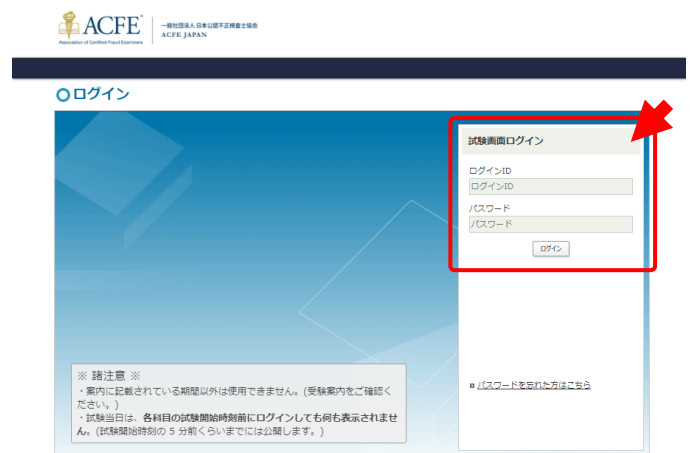 ACFE®
Association of Certified Fraud Examiners
一般社団法人 日本公認不正検査士協会
ACFE JAPAN
ログイン
試験画面ログイン
ログインID
ログインID
パスワード
パスワード
ログイン
※ 諸注意 ※
・案内に記載されている期間以外は使用できません。(受験案内をご確認く
ださい。)
・試験当日は、各科目の試験開始時刻前にログインしても何も表示されませ
ん。(試験開始時刻の 5 分前くらいまでには公開します。)
パスワードを忘れた方はこちら